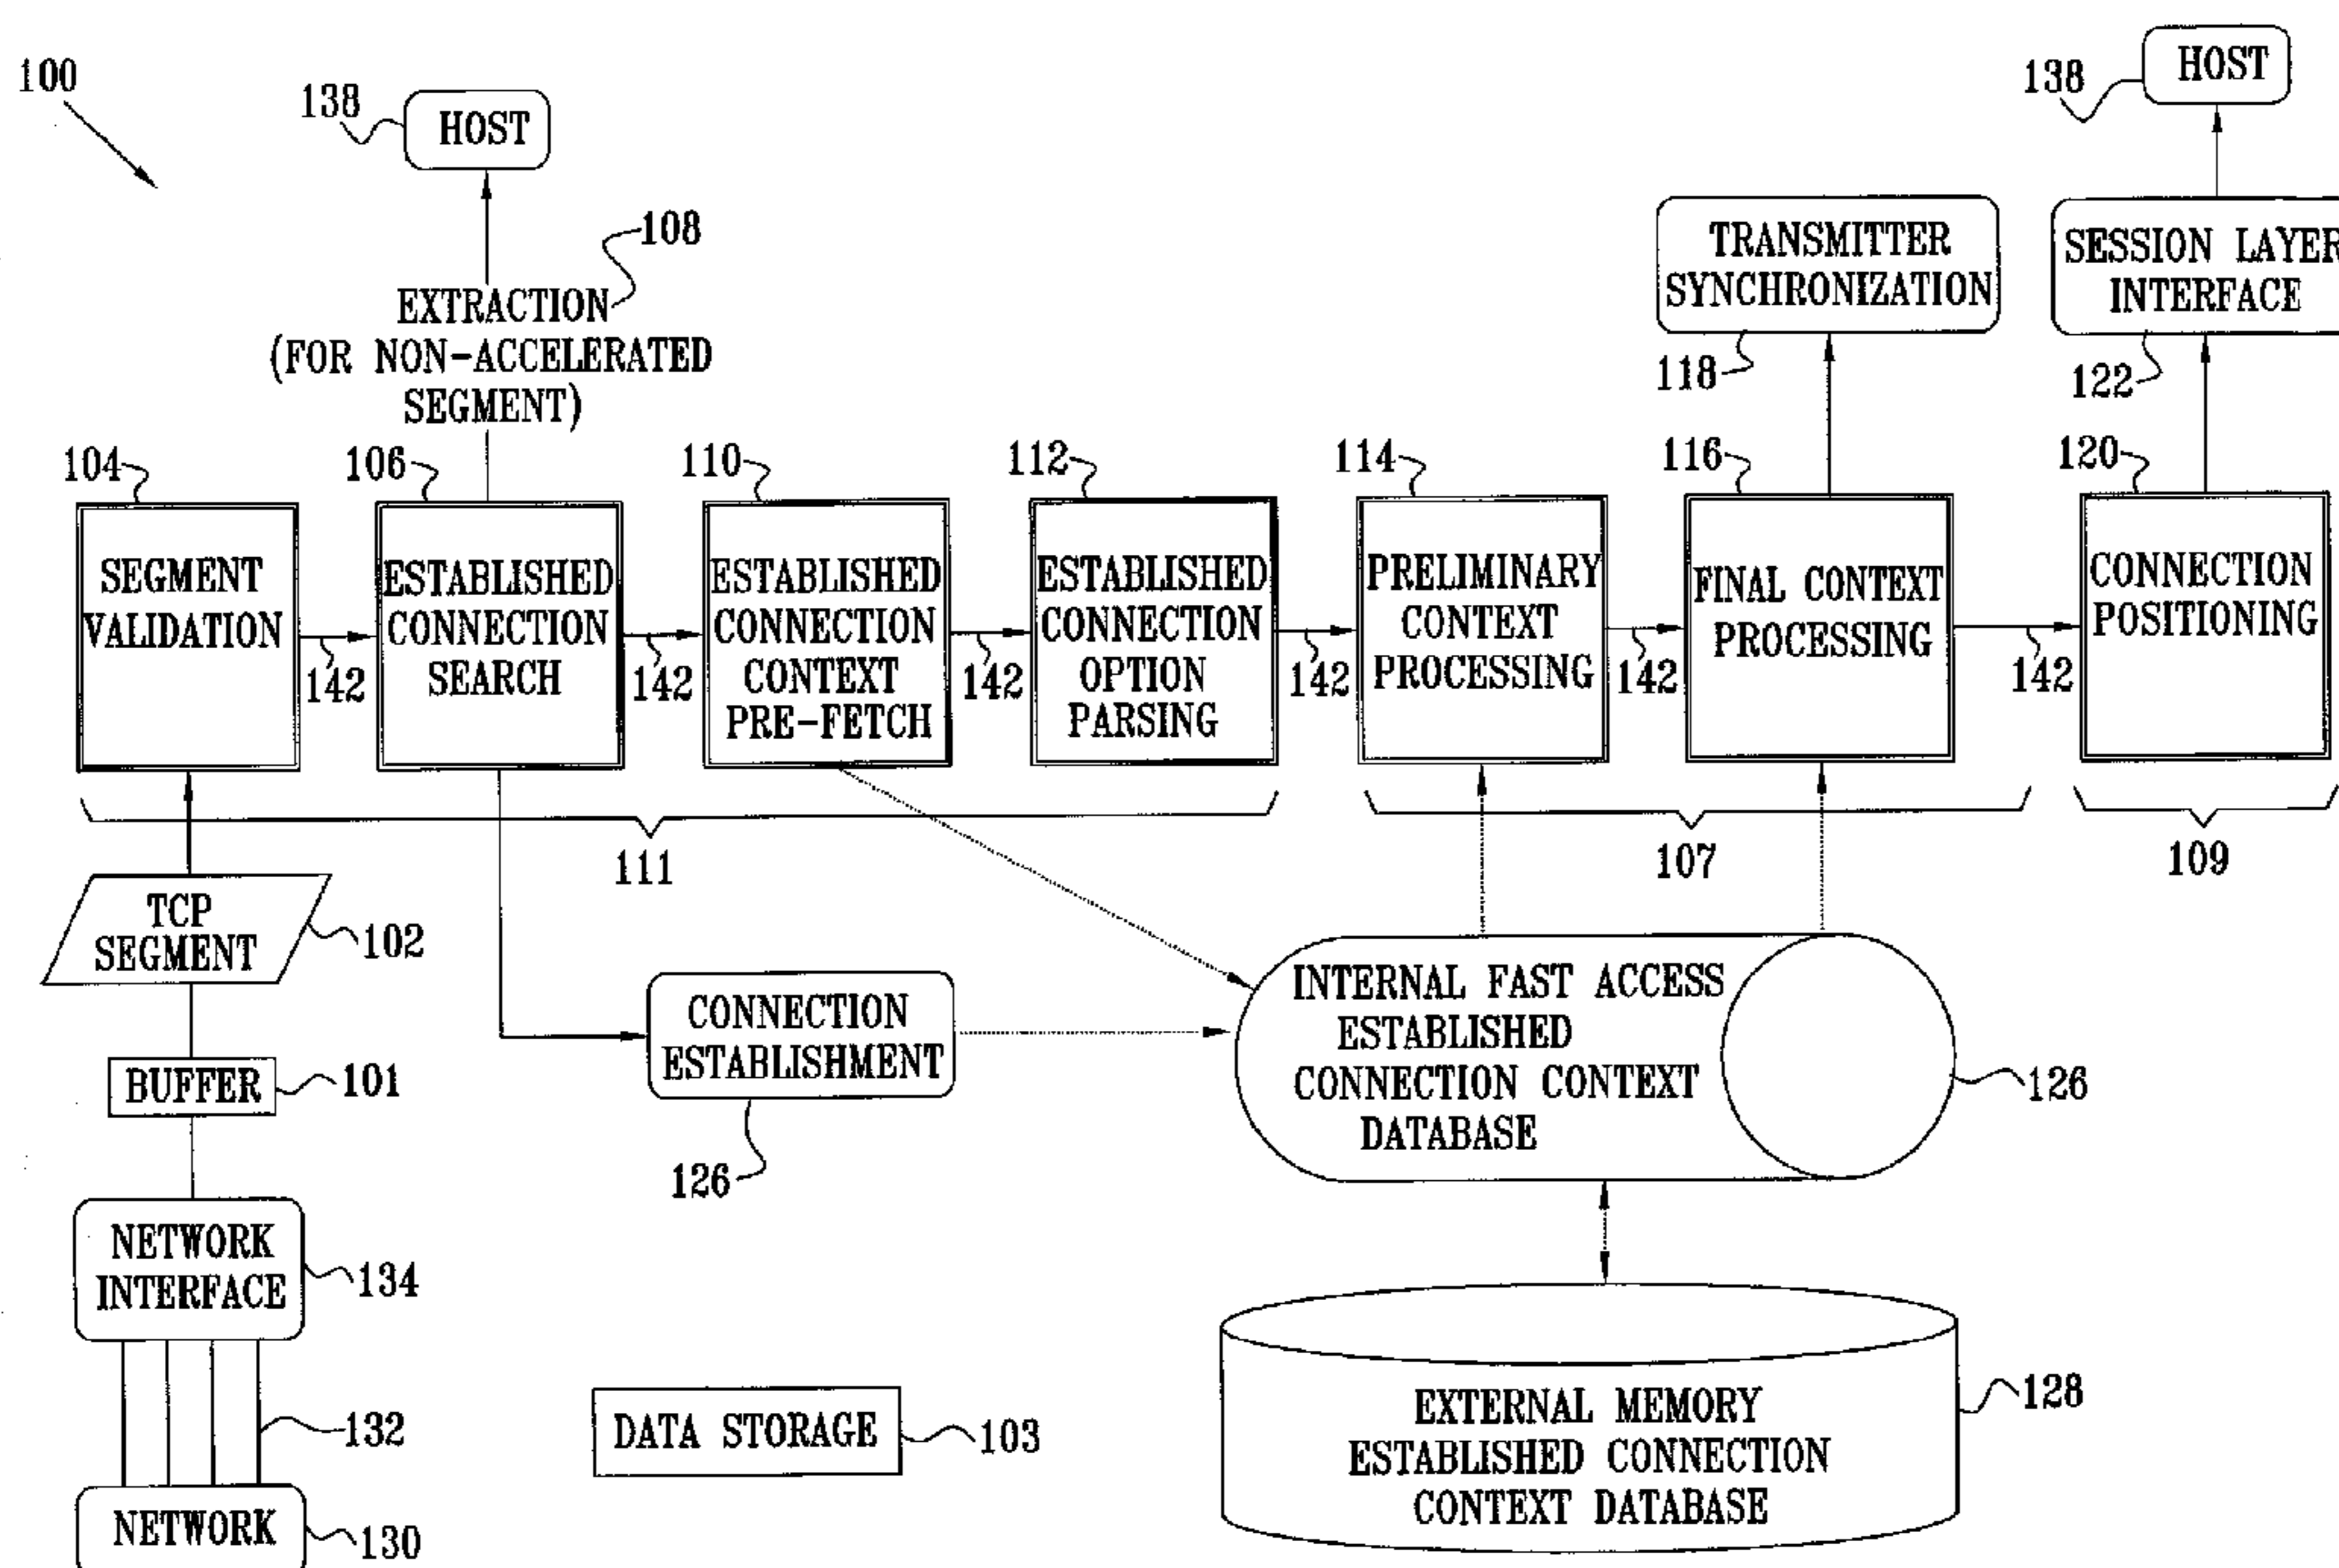 100
138
HOST
138
HOST
108
EXTRACTION
(FOR NON-ACCELERATED
SEGMENT)
TRANSMITTER
SYNCHRONIZATION
118
SESSION LAYER
INTERFACE
122
104
106
110
112
114
116
120
SEGMENT
VALIDATION
142
ESTABLISHED
CONNECTION
SEARCH
142
ESTABLISHED
CONNECTION
CONTEXT
PRE-FETCH
142
ESTABLISHED
CONNECTION
OPTION
PARSING
142
PRELIMINARY
CONTEXT
PROCESSING
142
FINAL CONTEXT
PROCESSING
142
CONNECTION
POSITIONING
111
107
109
TCP
SEGMENT
102
BUFFER
101
CONNECTION
ESTABLISHMENT
126
INTERNAL FAST ACCESS
ESTABLISHED
CONNECTION CONTEXT
DATABASE
126
NETWORK
INTERFACE
134
132
NETWORK
130
DATA STORAGE
103
EXTERNAL MEMORY
ESTABLISHED CONNECTION
CONTEXT DATABASE
128